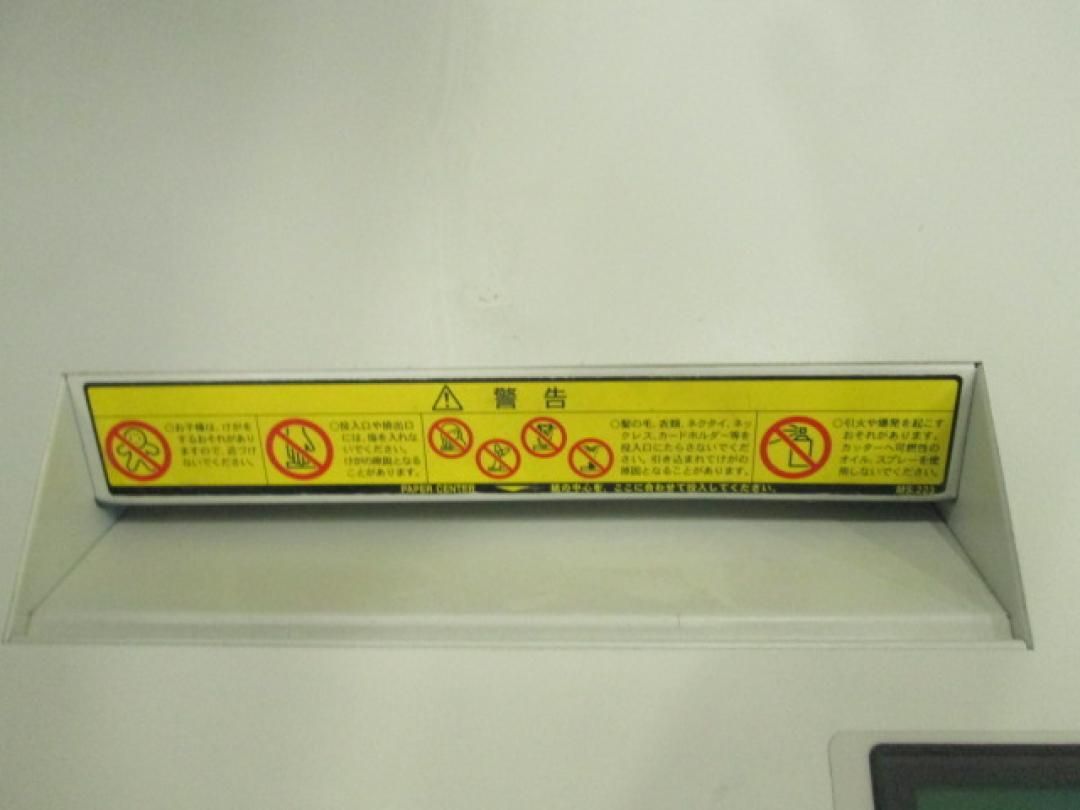 警 告
○お子様は、けがを
するおそれがあり
ますので、近づけ
ないでください。
○投入口や排出口
には、指を入れな
いでください。
けがの原因となる
ことがあります。
○髪の毛、衣類、ネクタイ、ネッ
クレス、カードホルダー等を
投入口にたらさないでくだ
さい。引き込まれてけがの
原因となることがあります。
○引火や爆発を起こす
おそれがあります。
カッターへ可燃性の
オイル、スプレーを使
用しないでください。
PAPER CENTER 紙の中心を、ここに合わせて投入してください。